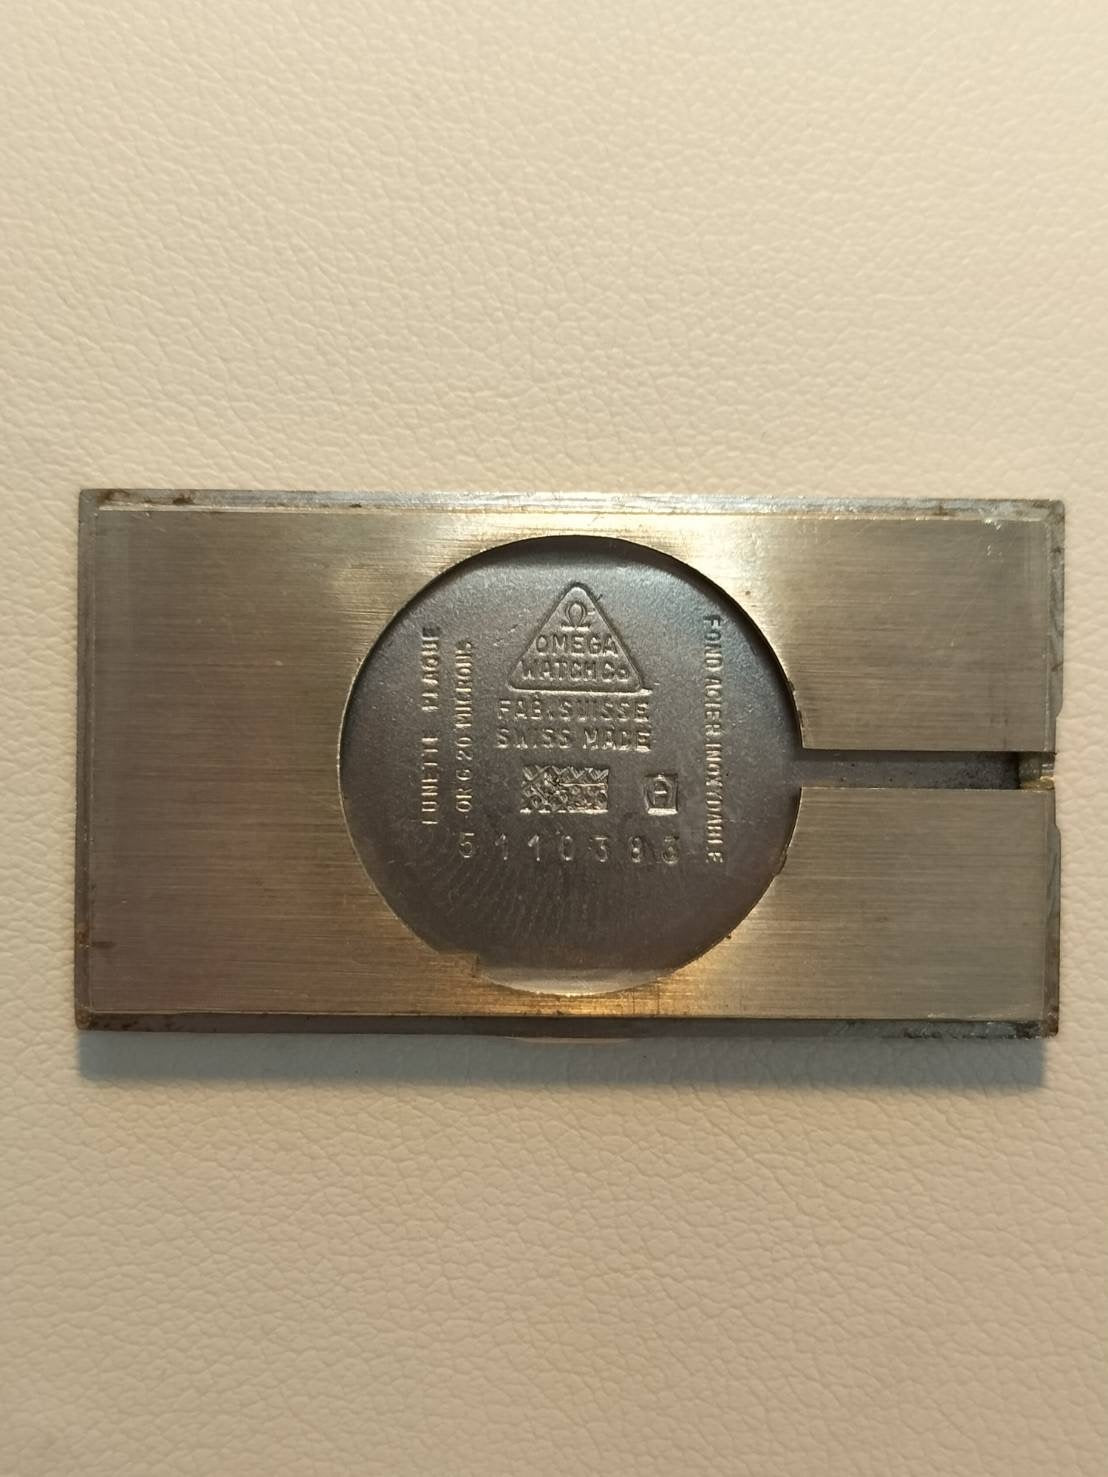 Ω
OMEGA
WATCH Co
FAB. SUISSE
SWISS MADE
A
5110393
LUNETTE PLAQUE
OR G 20 MICRONS
FOND ACIER INOXYDABLE